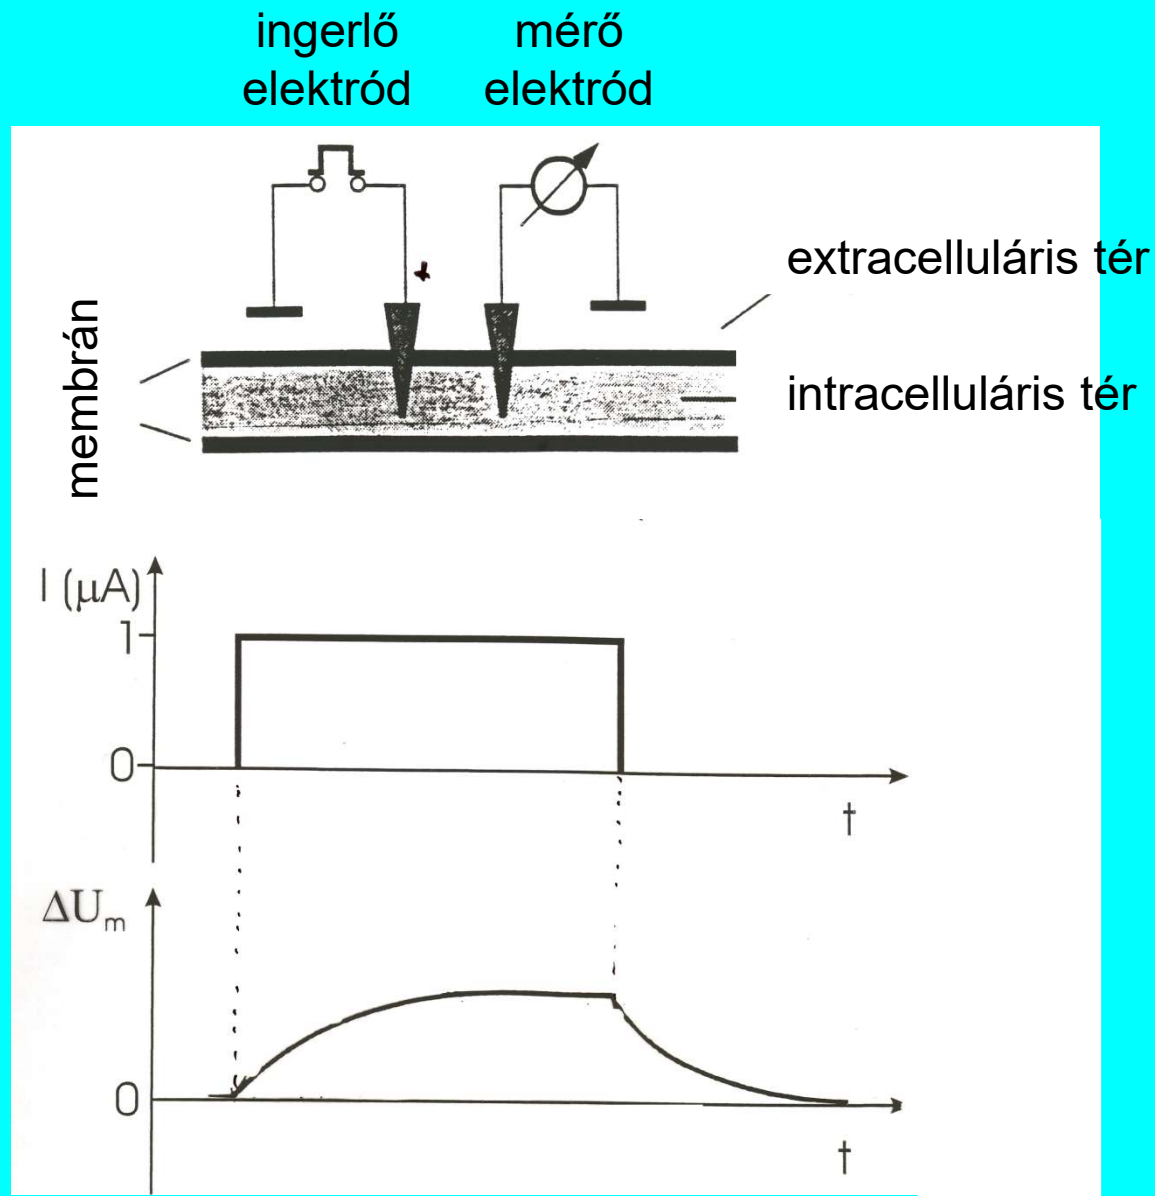 ingerlő
elektród
mérő
elektród
extracelluláris tér
membrán
intracelluláris tér
I (μA)
1
0
t
ΔUm
0
t